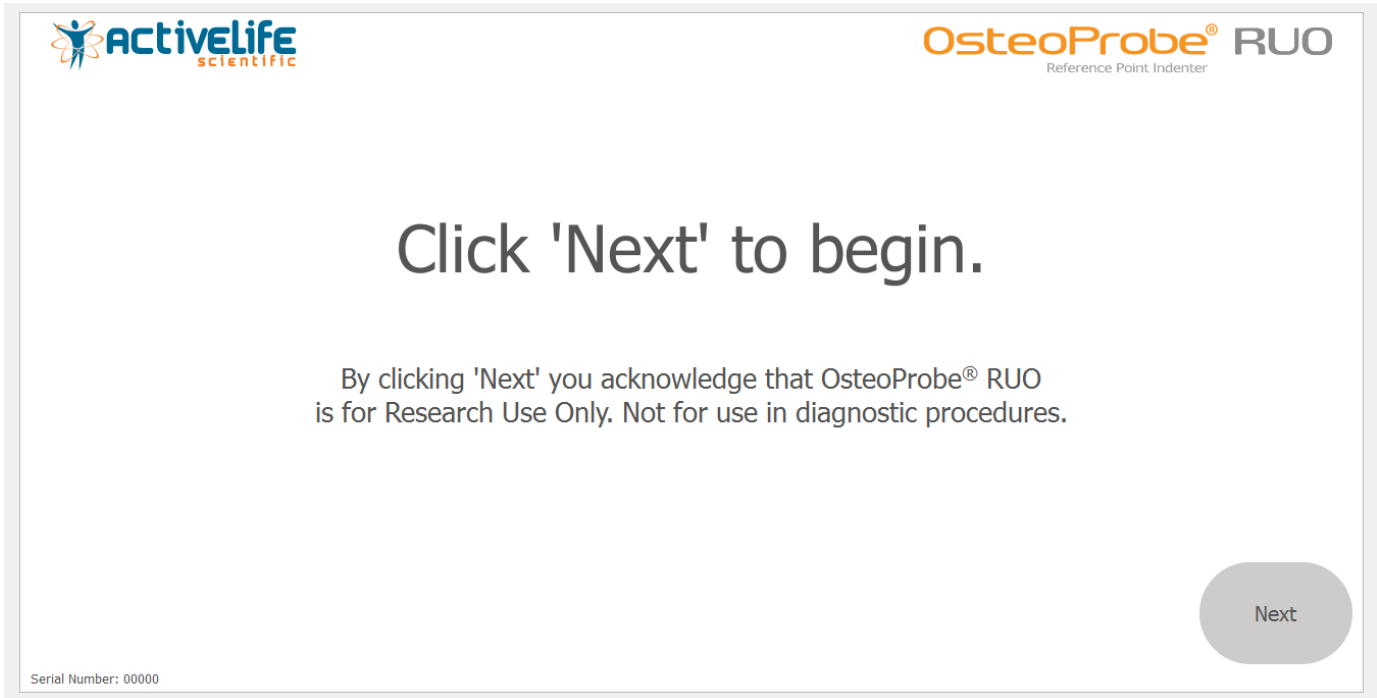 ActiveLife
scientific
OsteoProbe® RUO
Reference Point Indenter
Click 'Next' to begin.
By clicking 'Next' you acknowledge that OsteoProbe® RUO
is for Research Use Only. Not for use in diagnostic procedures.
Next
Serial Number: 00000